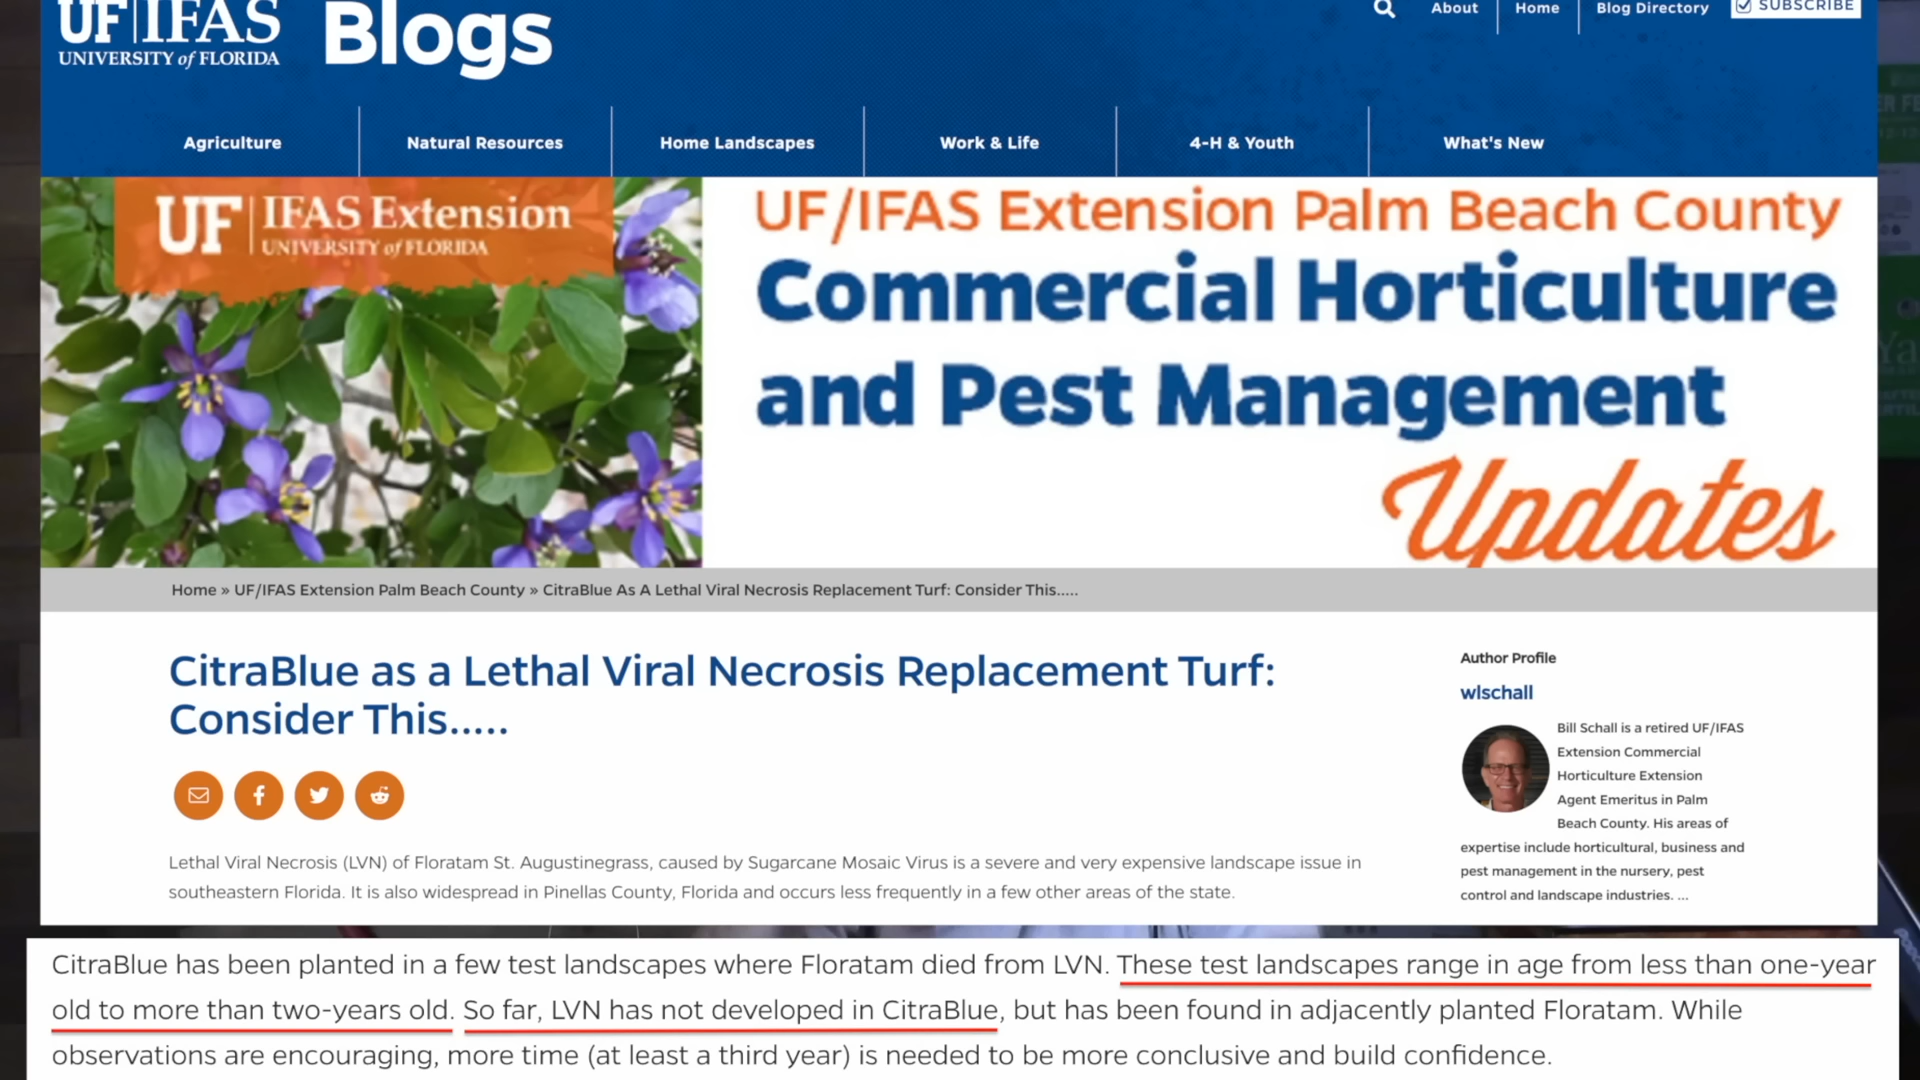 UF|IFAS
UNIVERSITY of FLORIDA
Blogs
About
Home
Blog Directory
SUBSCRIBE
Agriculture
Natural Resources
Home Landscapes
Work & Life
4-H & Youth
What's New
UF | IFAS Extension
UNIVERSITY of FLORIDA
UF/IFAS Extension Palm Beach County
Commercial Horticulture
and Pest Management
Updates
Home » UF/IFAS Extension Palm Beach County » CitraBlue As A Lethal Viral Necrosis Replacement Turf: Consider This.....
CitraBlue as a Lethal Viral Necrosis Replacement Turf:
Consider This.....
Lethal Viral Necrosis (LVN) of Floratam St. Augustinegrass, caused by Sugarcane Mosaic Virus is a severe and very expensive landscape issue in
southeastern Florida. It is also widespread in Pinellas County, Florida and occurs less frequently in a few other areas of the state.
Author Profile
wlschall
Bill Schall is a retired UF/IFAS
Extension Commercial
Horticulture Extension
Agent Emeritus in Palm
Beach County. His areas of
expertise include horticultural, business and
pest management in the nursery, pest
control and landscape industries. ...
CitraBlue has been planted in a few test landscapes where Floratam died from LVN. These test landscapes range in age from less than one-year
old to more than two-years old. So far, LVN has not developed in CitraBlue, but has been found in adjacently planted Floratam. While
observations are encouraging, more time (at least a third year) is needed to be more conclusive and build confidence.